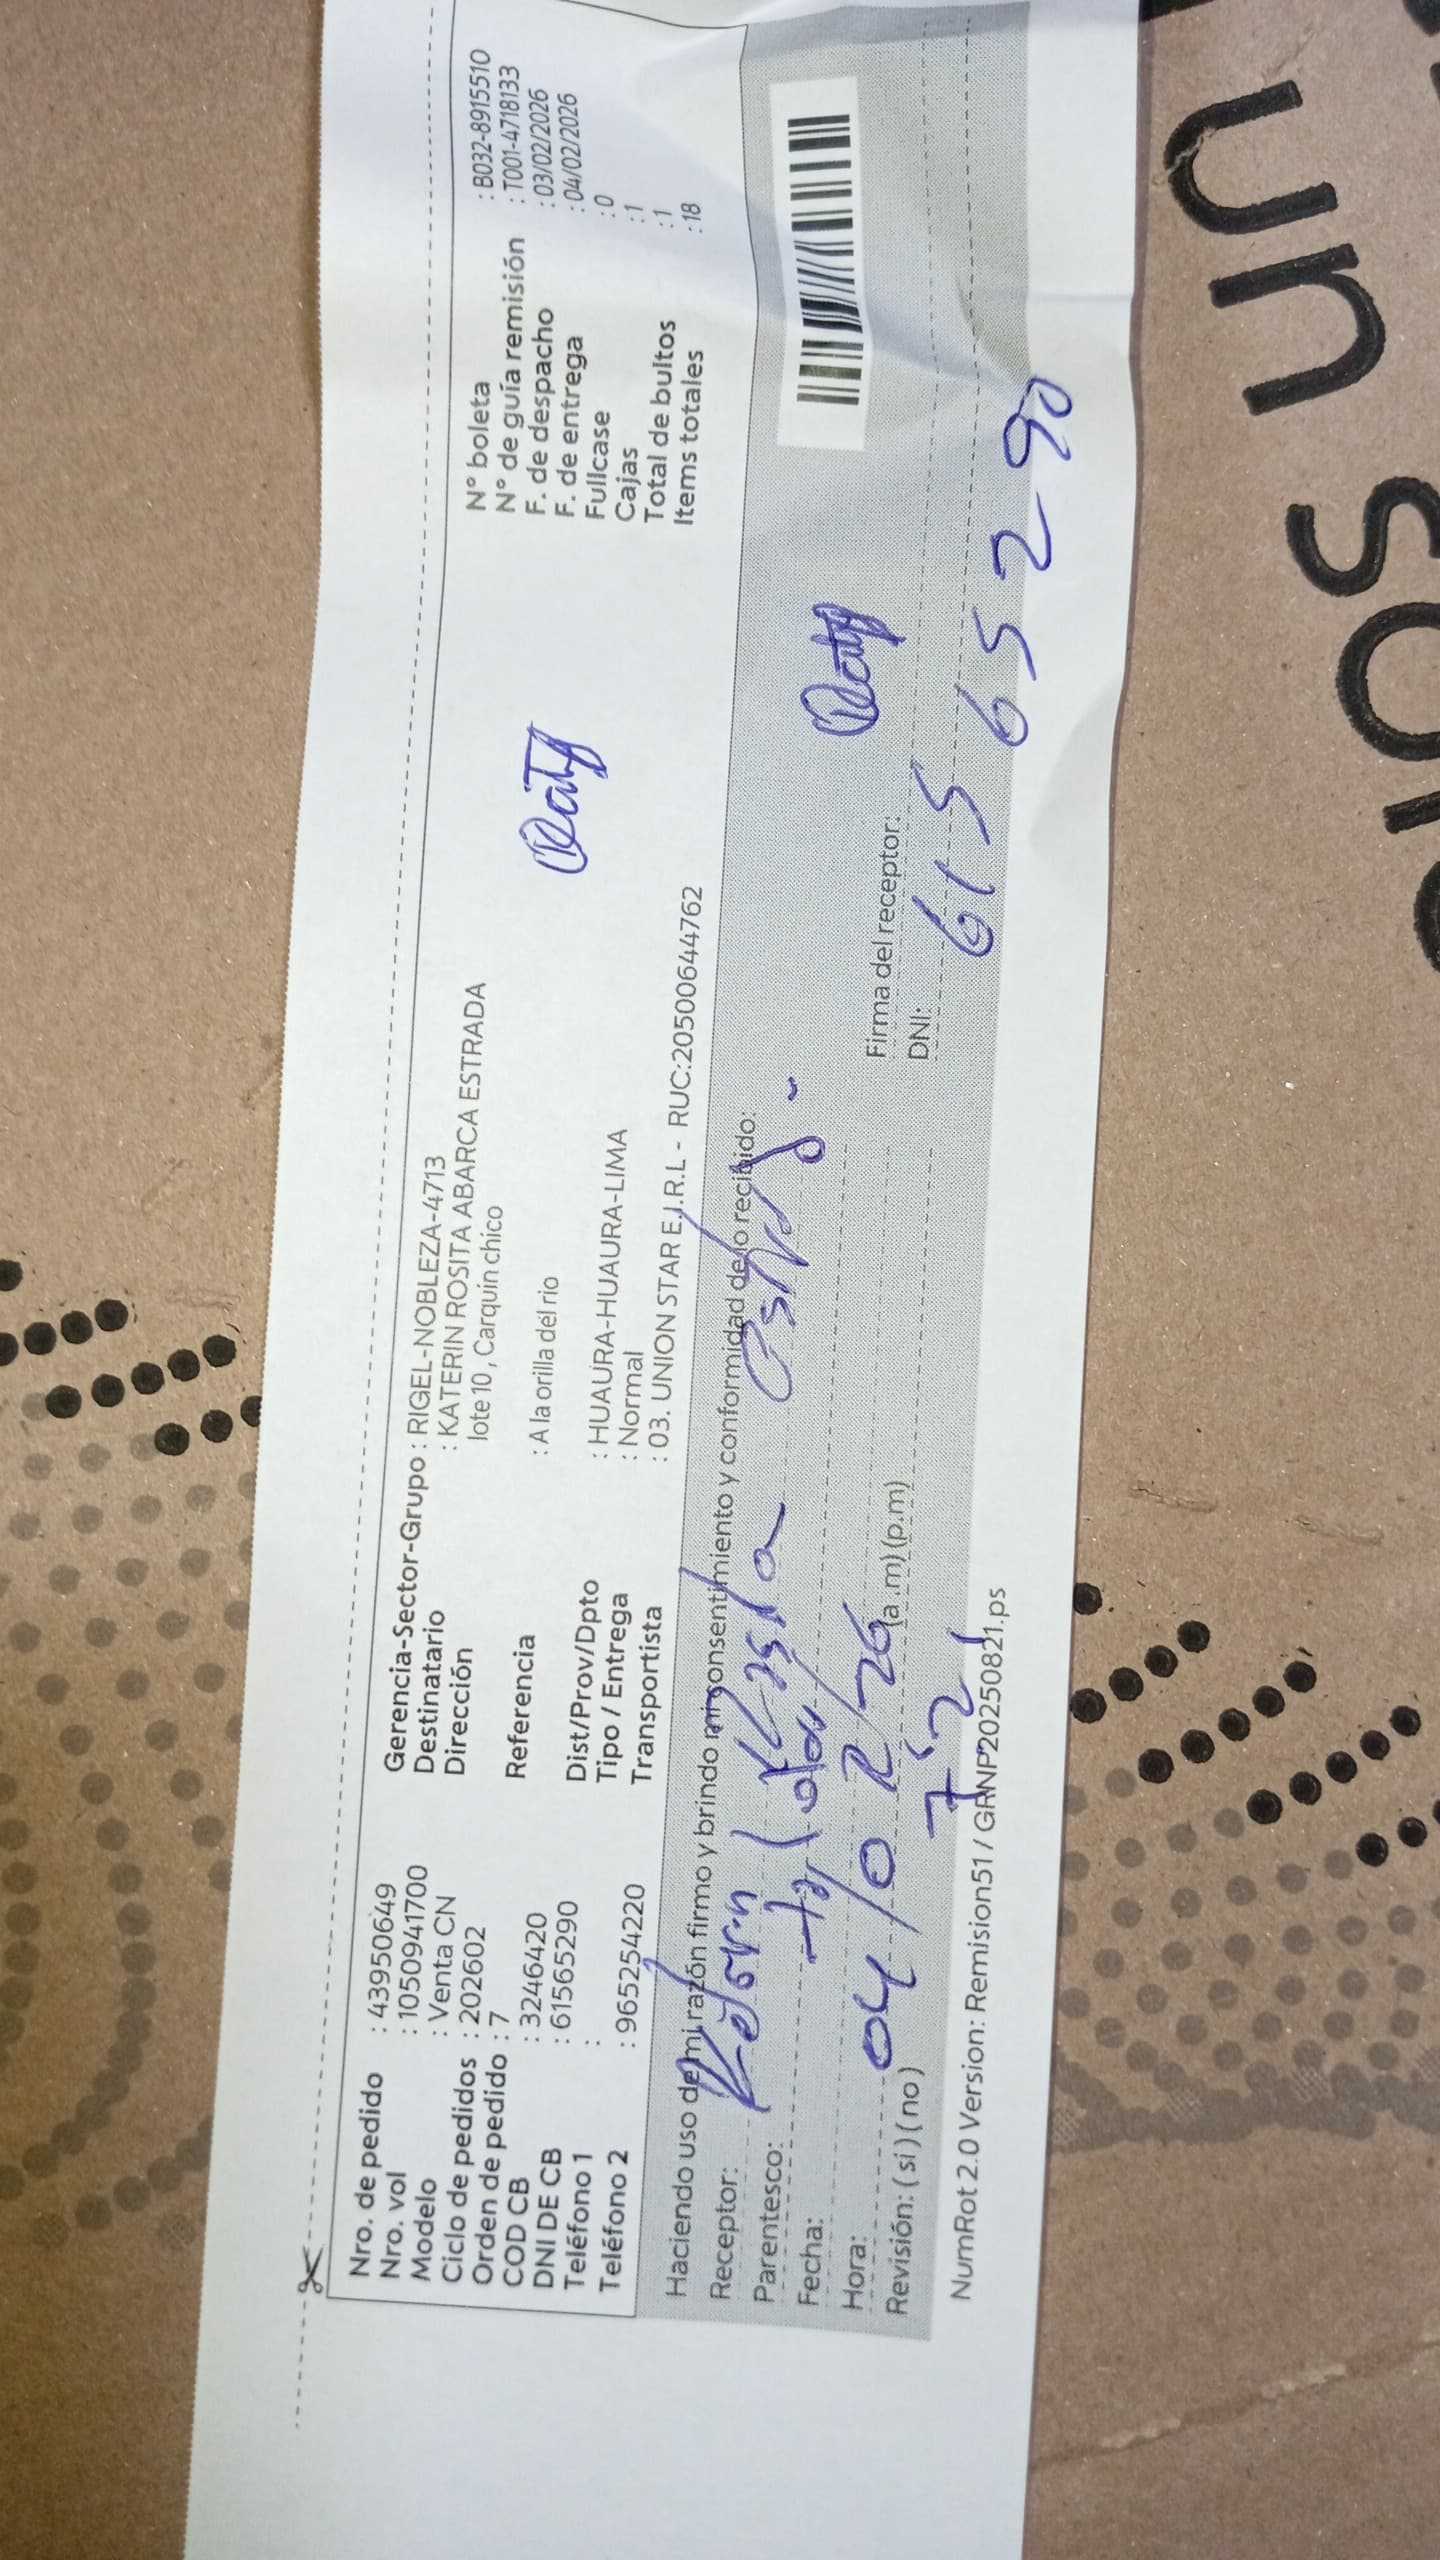 Nro. de pedido : 43950649
Nro. vol : 1050941700
Modelo : Venta CN
Ciclo de pedidos : 202602
Orden de pedido : 7
COD CB : 3246420
DNI DE CB : 61565290
Teléfono 1 :
Teléfono 2 : 965254220
Gerencia-Sector-Grupo : RIGEL-NOBLEZA-4713
Destinatario : KATERIN ROSITA ABARCA ESTRADA
Dirección lote 10 , Carquin chico
Referencia : A la orilla del rio
Dist/Prov/Dpto : HUAURA-HUAURA-LIMA
Tipo / Entrega : Normal
Transportista : 03. UNION STAR E.I.R.L - RUC:20500644762
N° boleta : B032-8915510
N° de guía remisión : T001-4718133
F. de despacho : 03/02/2026
F. de entrega : 04/02/2026
Fullcase : 0
Cajas : 1
Total de bultos : 1
Items totales : 18
Haciendo uso de mi razón firmo y brindo mi consentimiento y conformidad de lo recibido:
Receptor:
Parentesco:
Fecha: 04/02/26
Hora: (a.m) (p.m)
Revisión: ( si ) ( no )
Firma del receptor:
DNI: 61565290
NumRot 2.0 Version: Remision51 / GRNP20250821.ps
un
so